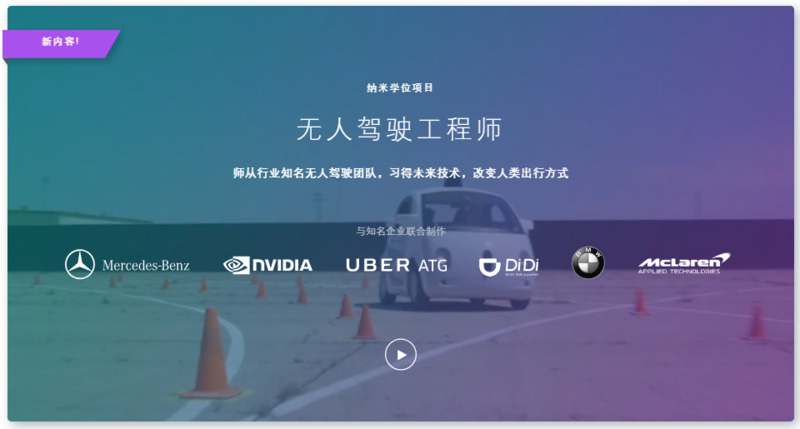 新内容!
纳米学位项目
无人驾驶工程师
师从行业知名无人驾驶团队，习得未来技术，改变人类出行方式
与知名企业联合制作
Mercedes-Benz NVIDIA UBER ATG DiDi BMW McLaren
APPLIED TECHNOLOGIES